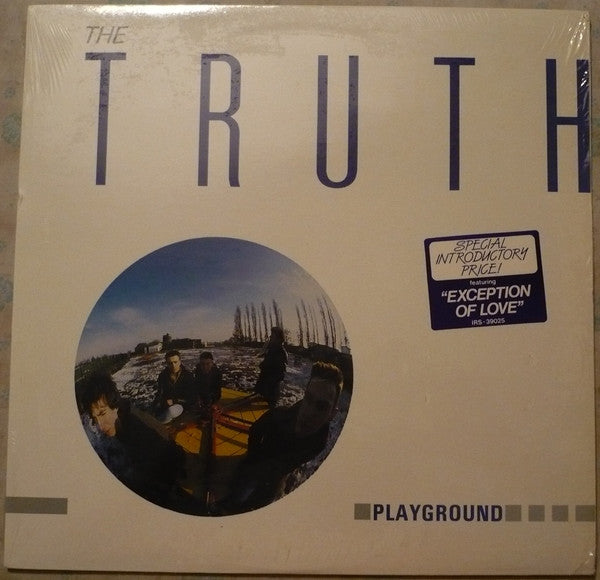 THE
TRUTH
SPECIAL
INTRODUCTORY
PRICE!
featuring
"EXCEPTION
OF LOVE"
IRS-39025
PLAYGROUND